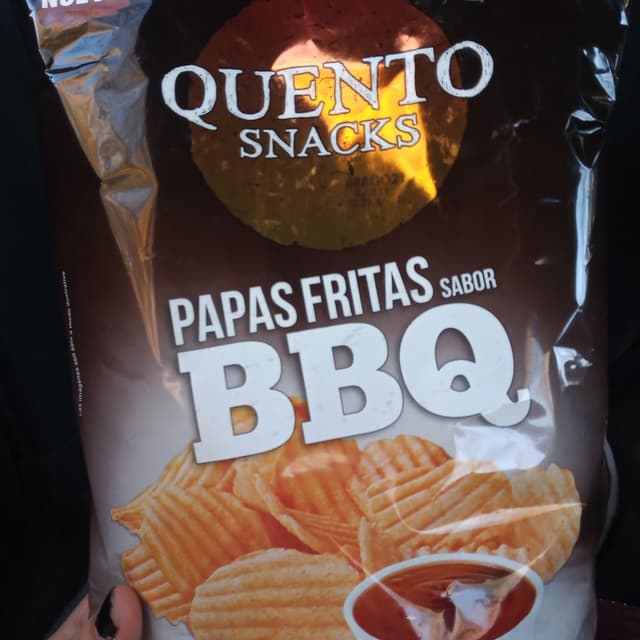 QUENTO
SNACKS
PAPAS FRITAS SABOR
BBQ